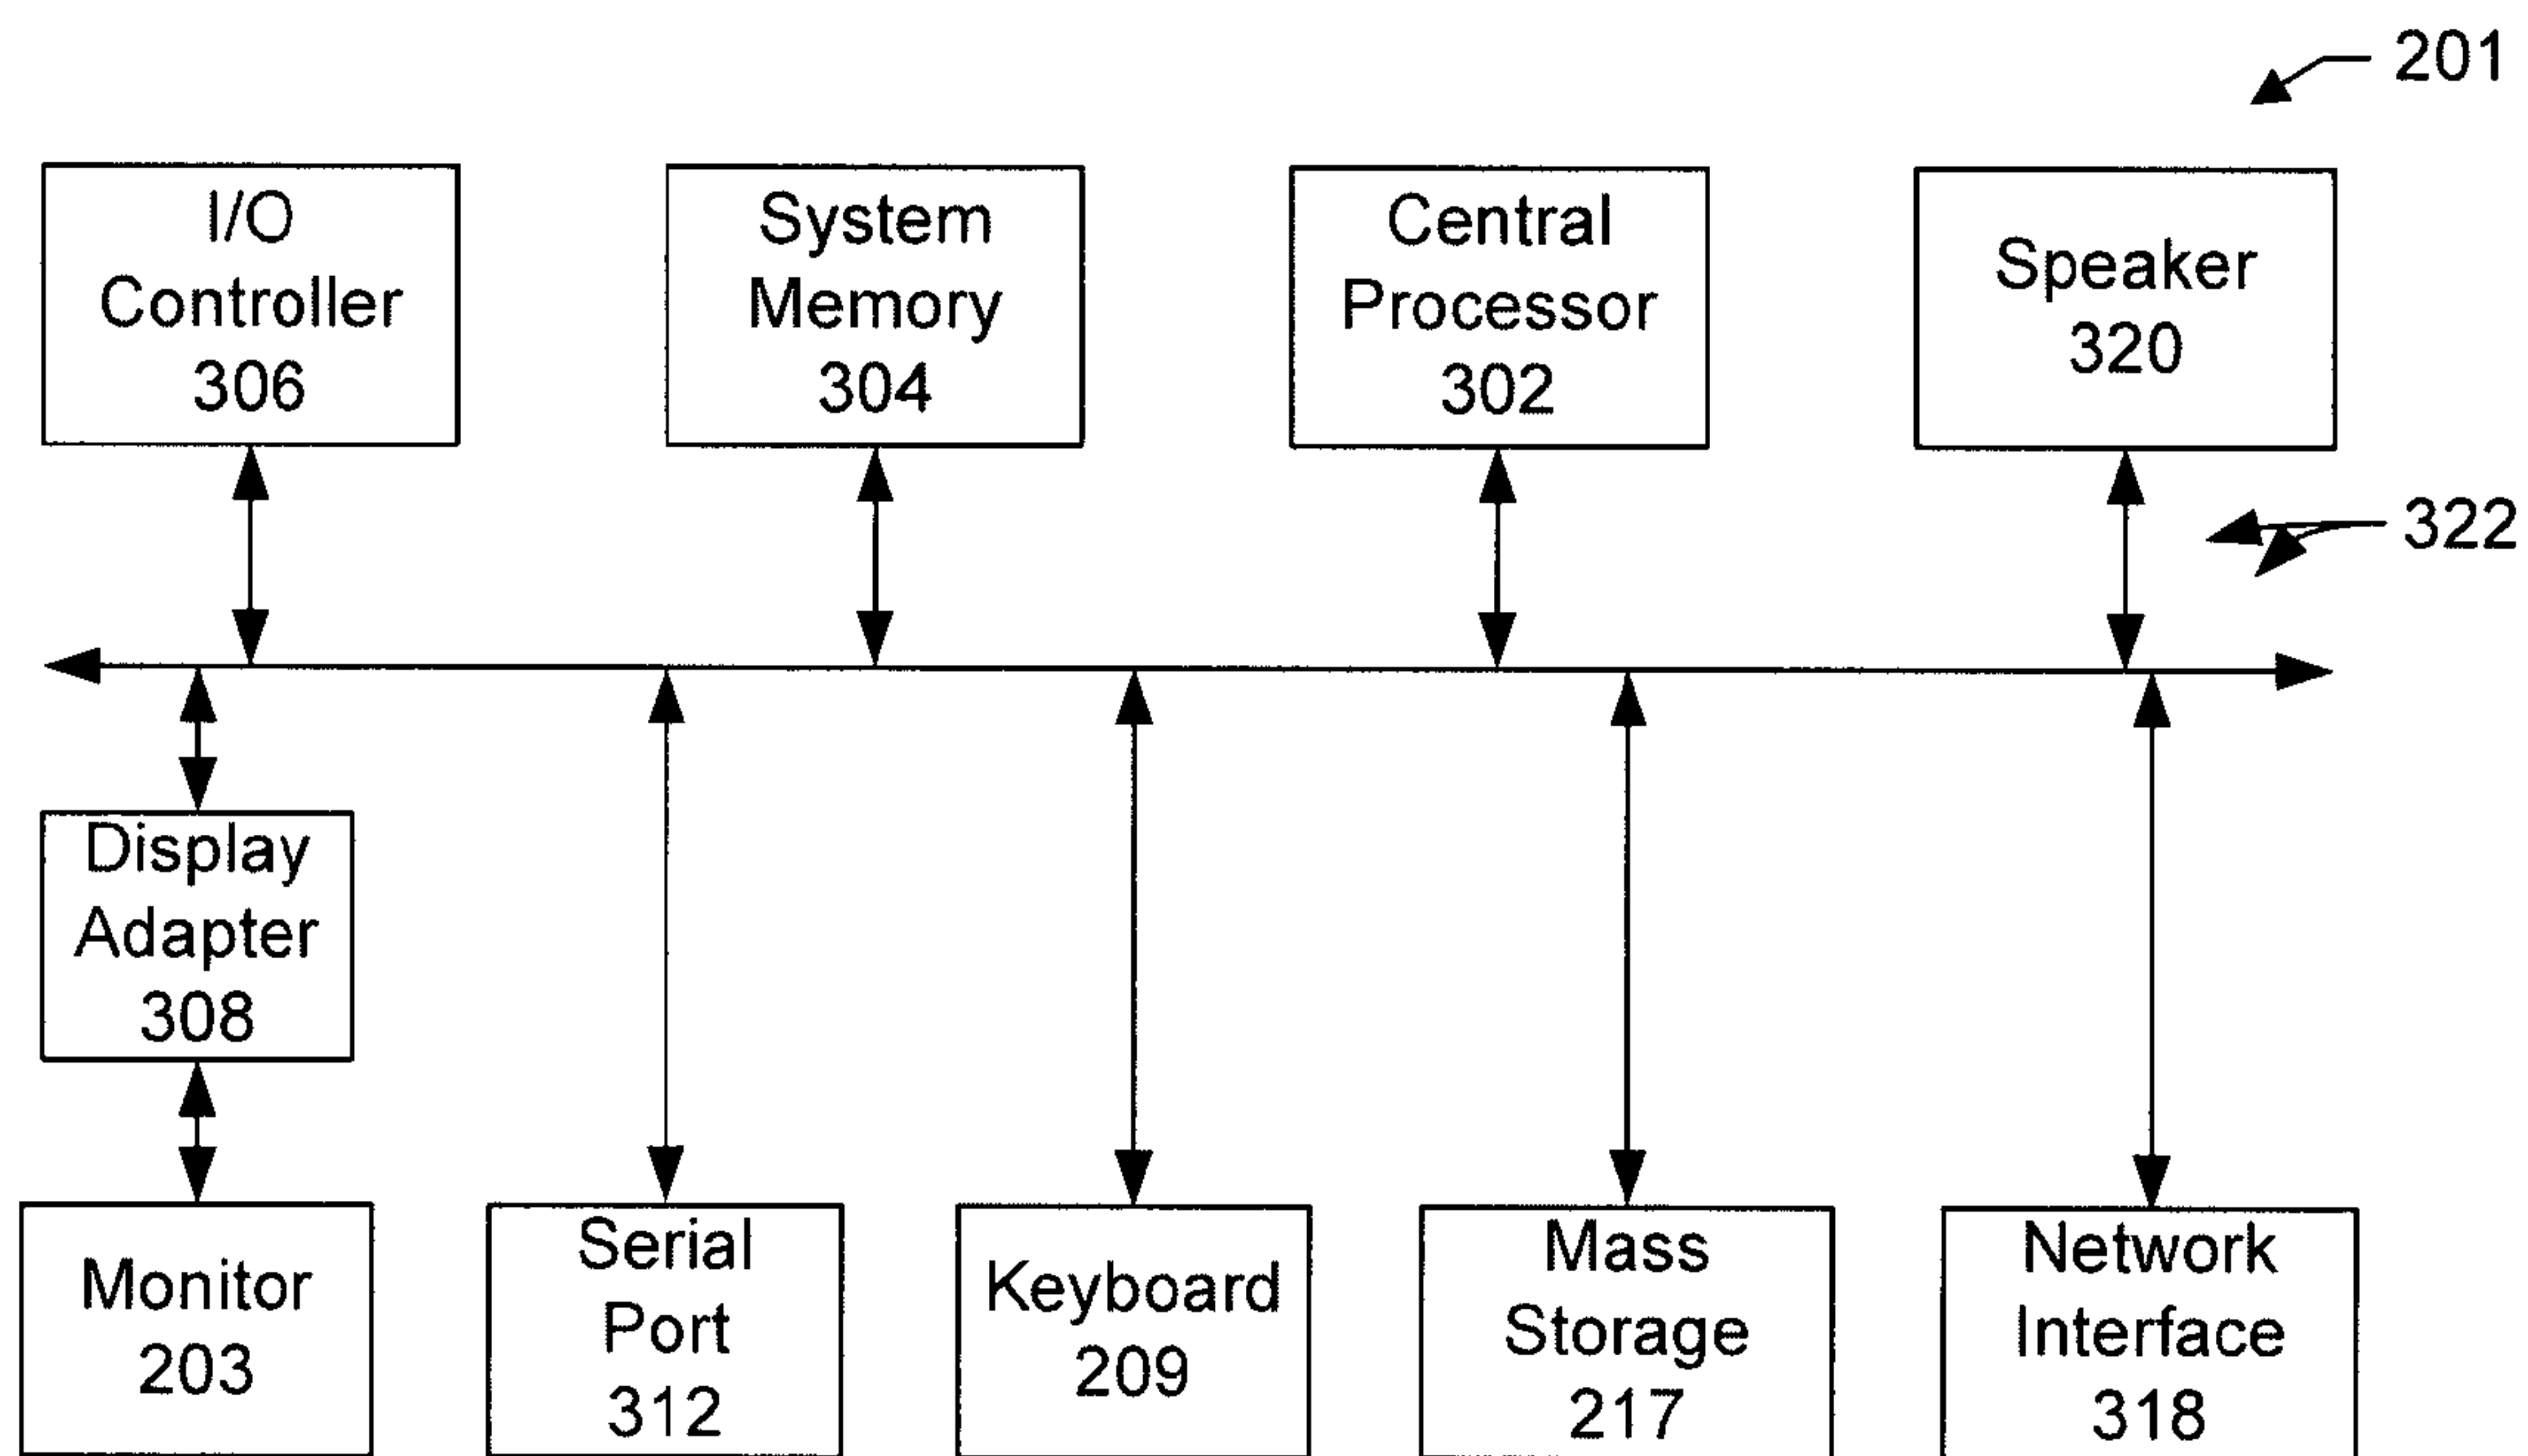 201
I/O
Controller
306
System
Memory
304
Central
Processor
302
Speaker
320
322
Display
Adapter
308
Monitor
203
Serial
Port
312
Keyboard
209
Mass
Storage
217
Network
Interface
318